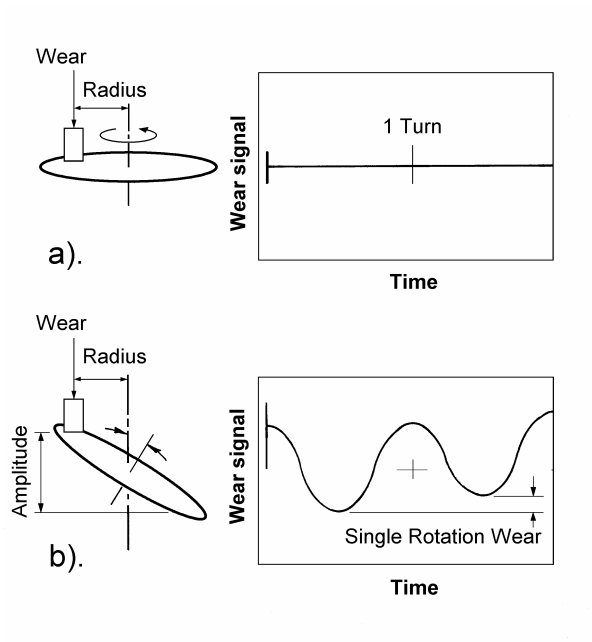 Wear
Radius
Wear signal
1 Turn
a).
Time
Wear
Radius
Amplitude
Wear signal
Single Rotation Wear
b).
Time